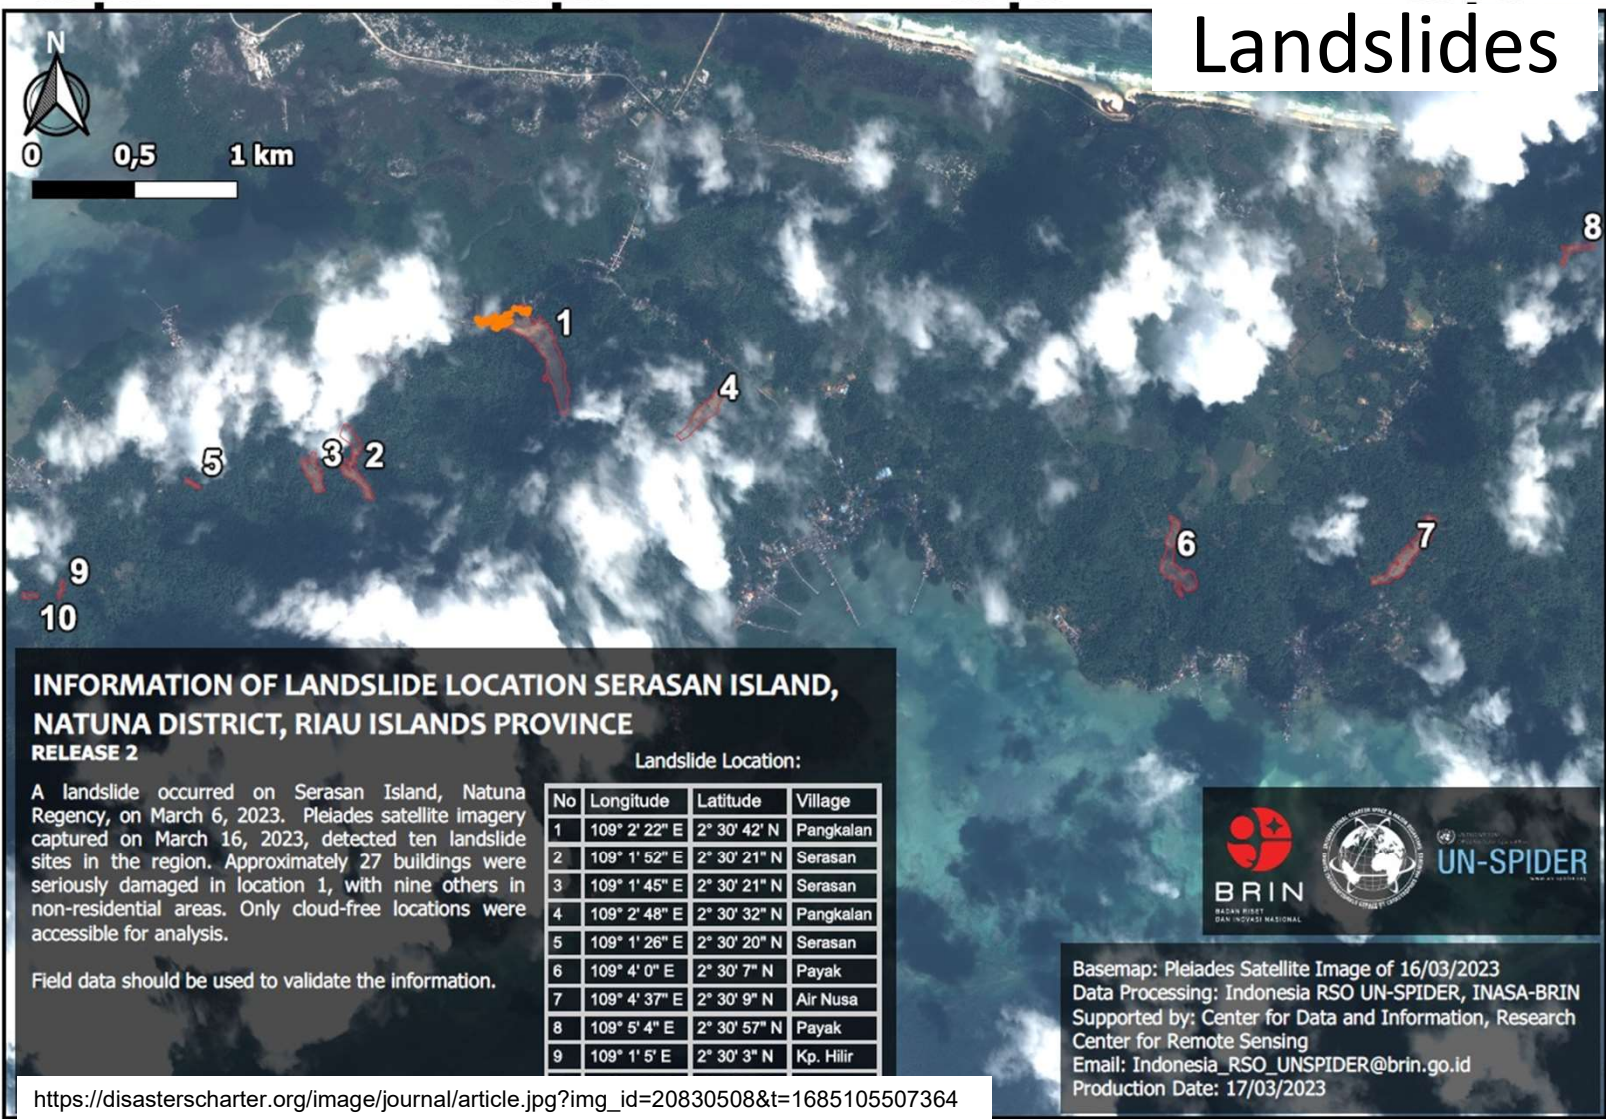 Landslides
N
0 0,5 1 km
8
1
4
3 2
5
6
7
9
10
INFORMATION OF LANDSLIDE LOCATION SERASAN ISLAND,
NATUNA DISTRICT, RIAU ISLANDS PROVINCE
RELEASE 2
A landslide occurred on Serasan Island, Natuna
Regency, on March 6, 2023. Pleiades satellite imagery
captured on March 16, 2023, detected ten landslide
sites in the region. Approximately 27 buildings were
seriously damaged in location 1, with nine others in
non-residential areas. Only cloud-free locations were
accessible for analysis.
Field data should be used to validate the information.
Landslide Location:
No Longitude Latitude Village
1 109° 2' 22" E 2° 30' 42" N Pangkalan
2 109° 1' 52" E 2° 30' 21" N Serasan
3 109° 1' 45" E 2° 30' 21" N Serasan
4 109° 2' 48" E 2° 30' 32" N Pangkalan
5 109° 1' 26" E 2° 30' 20" N Serasan
6 109° 4' 0" E 2° 30' 7" N Payak
7 109° 4' 37" E 2° 30' 9" N Air Nusa
8 109° 5' 4" E 2° 30' 57" N Payak
9 109° 1' 5' E 2° 30' 3" N Kp. Hilir
BRIN
BADAN RISET
DAN INOVASI NASIONAL
UN-SPIDER
Basemap: Pleiades Satellite Image of 16/03/2023
Data Processing: Indonesia RSO UN-SPIDER, INASA-BRIN
Supported by: Center for Data and Information, Research
Center for Remote Sensing
Email: Indonesia_RSO_UNSPIDER@brin.go.id
Production Date: 17/03/2023
https://disasterscharter.org/image/journal/article.jpg?img_id=20830508&t=1685105507364